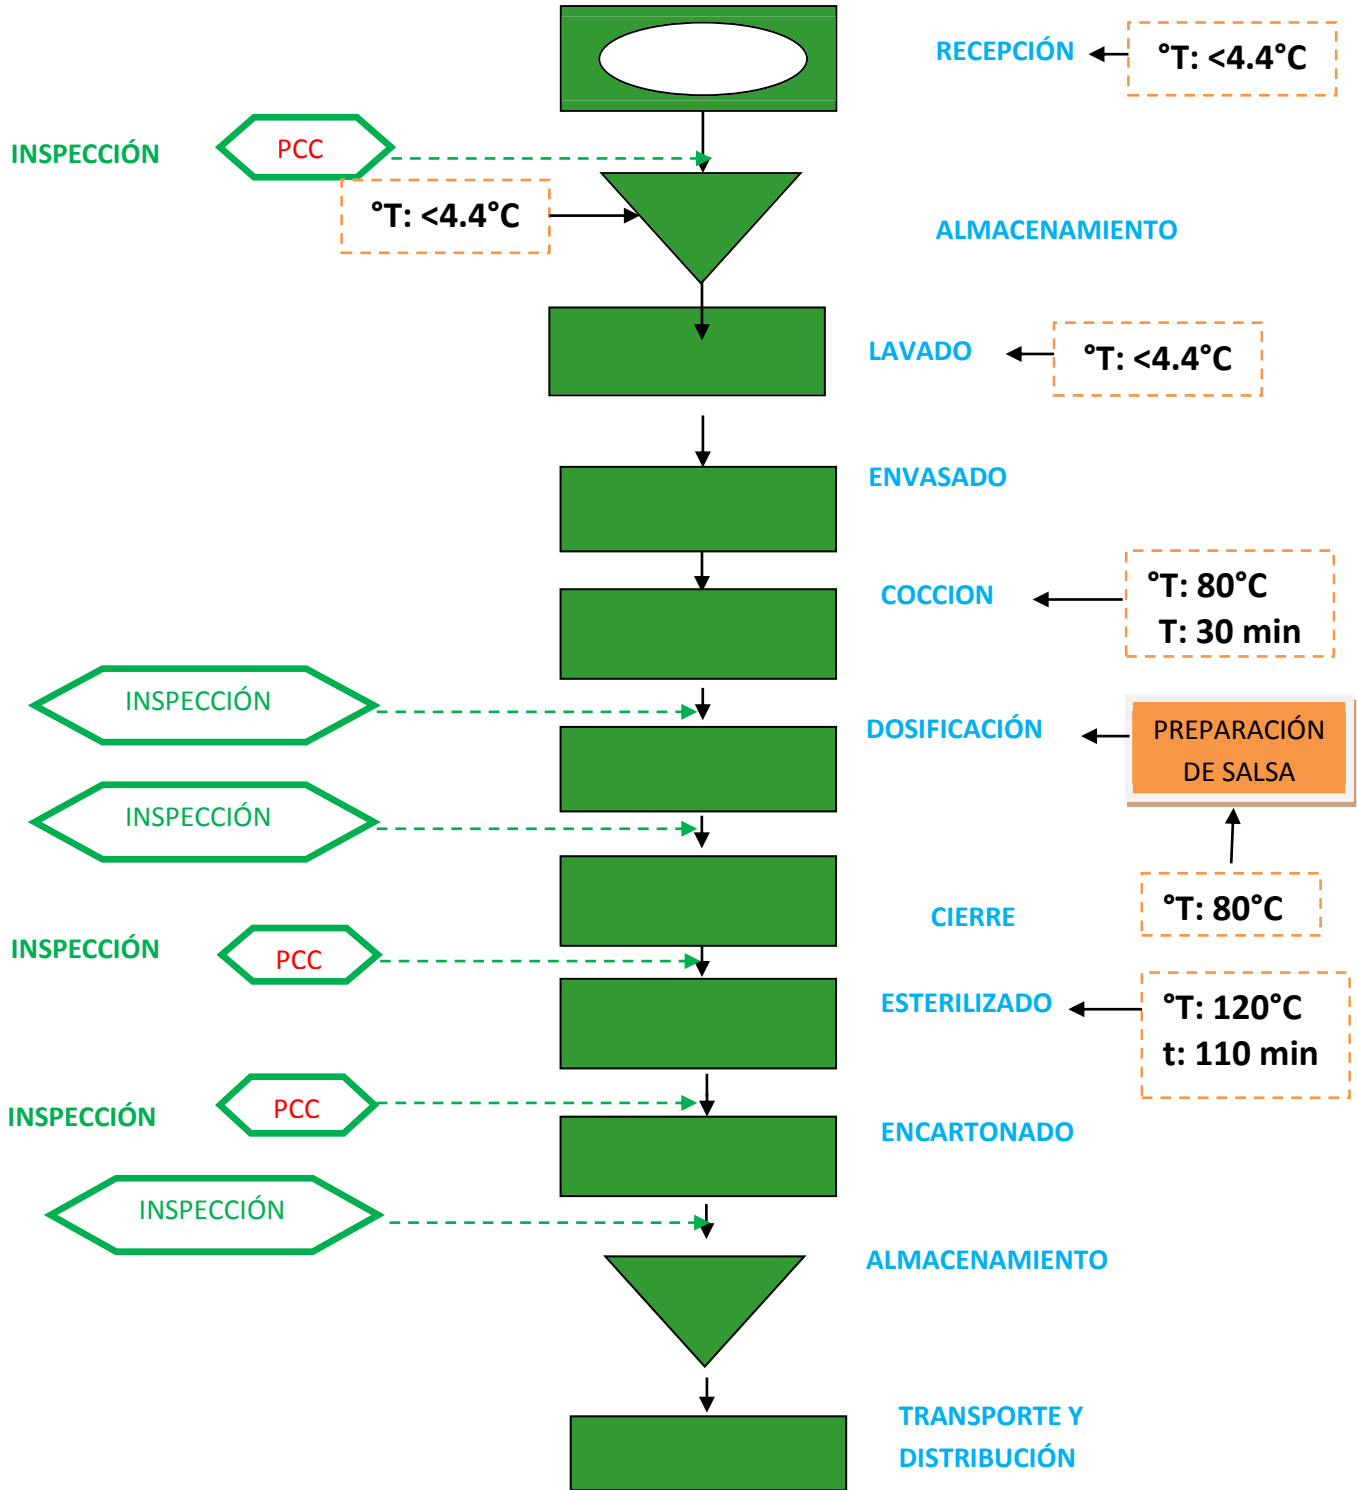 RECEPCIÓN
°T: <4.4°C
INSPECCIÓN
PCC
°T: <4.4°C
ALMACENAMIENTO
LAVADO
°T: <4.4°C
ENVASADO
COCCION
°T: 80°C
T: 30 min
INSPECCIÓN
DOSIFICACIÓN
PREPARACIÓN
DE SALSA
INSPECCIÓN
°T: 80°C
CIERRE
INSPECCIÓN
PCC
ESTERILIZADO
°T: 120°C
t: 110 min
INSPECCIÓN
PCC
ENCARTONADO
INSPECCIÓN
ALMACENAMIENTO
TRANSPORTE Y
DISTRIBUCIÓN